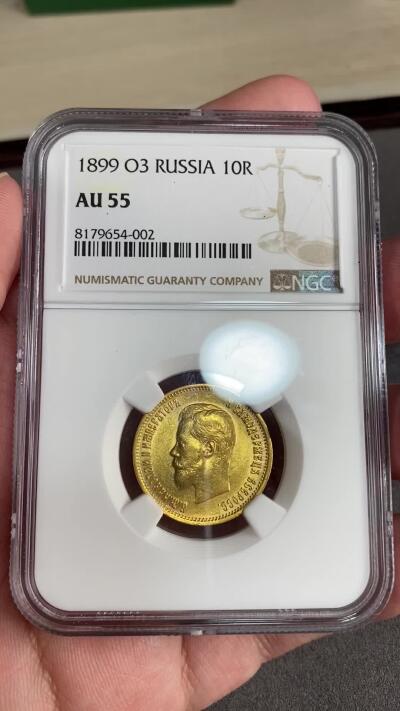 1899 ОЗ RUSSIA 10R
AU 55
8179654-002
NUMISMATIC GUARANTY COMPANY
NGC